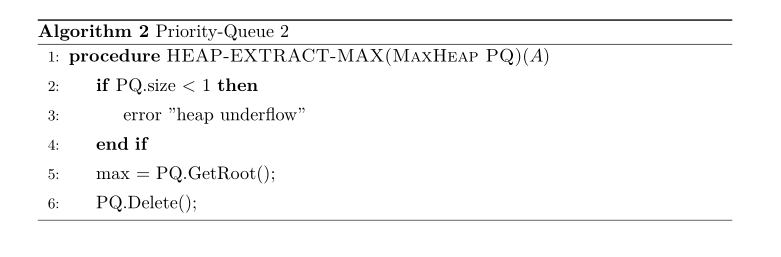 Algorithm 2 Priority-Queue 2
1: procedure HEAP-EXTRACT-MAX(MAXHEAP PQ)(A)
2: if PQ.size < 1 then
3: error ”heap underflow”
4: end if
5: max = PQ.GetRoot();
6: PQ.Delete();